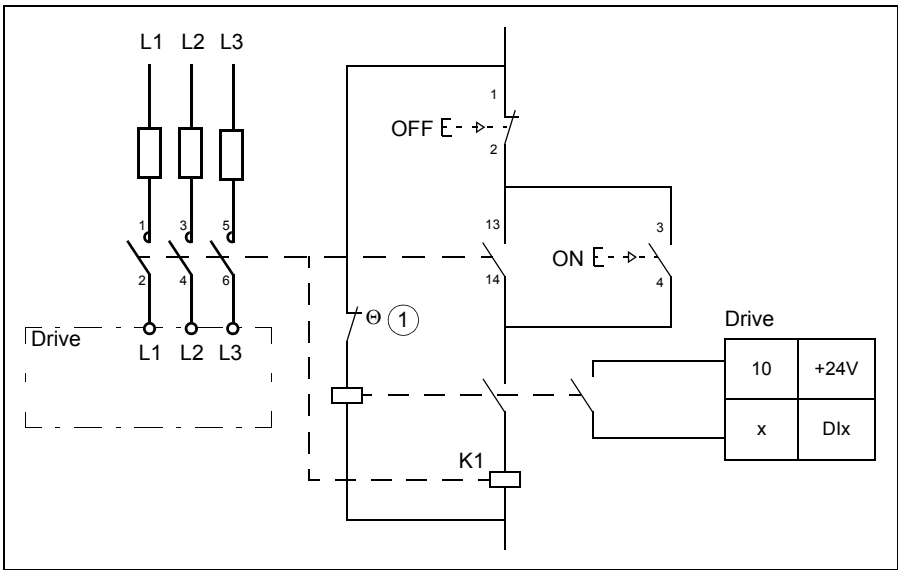 L1 L2 L3
1
OFF
2
1 3 5
13
3
ON
2 4 6
14
4
Θ 1
Drive
L1 L2 L3
Drive
10 +24V
x DIx
K1